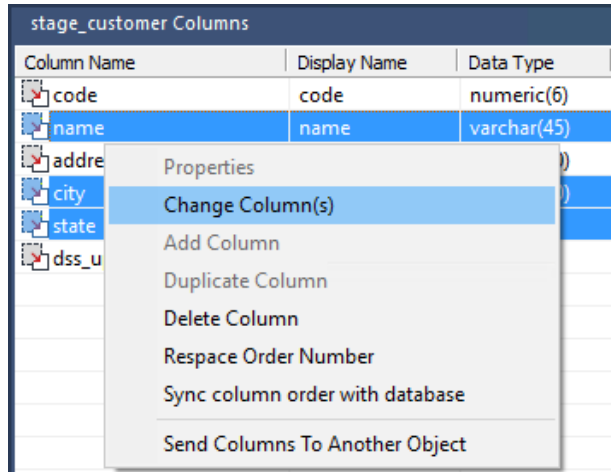 stage_customer Columns
Column Name Display Name Data Type
code code numeric(6)
name name varchar(45)
addre
city
state
dss_u
Properties
Change Column(s)
Add Column
Duplicate Column
Delete Column
Respace Order Number
Sync column order with database
Send Columns To Another Object